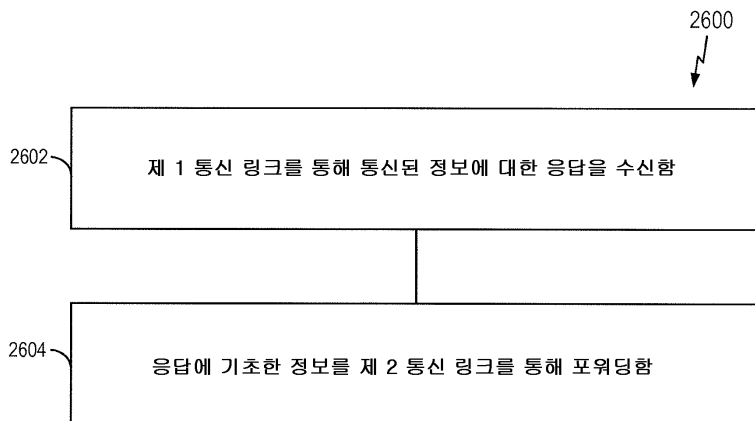 2600
2602
제 1 통신 링크를 통해 통신된 정보에 대한 응답을 수신함
2604
응답에 기초한 정보를 제 2 통신 링크를 통해 포워딩함